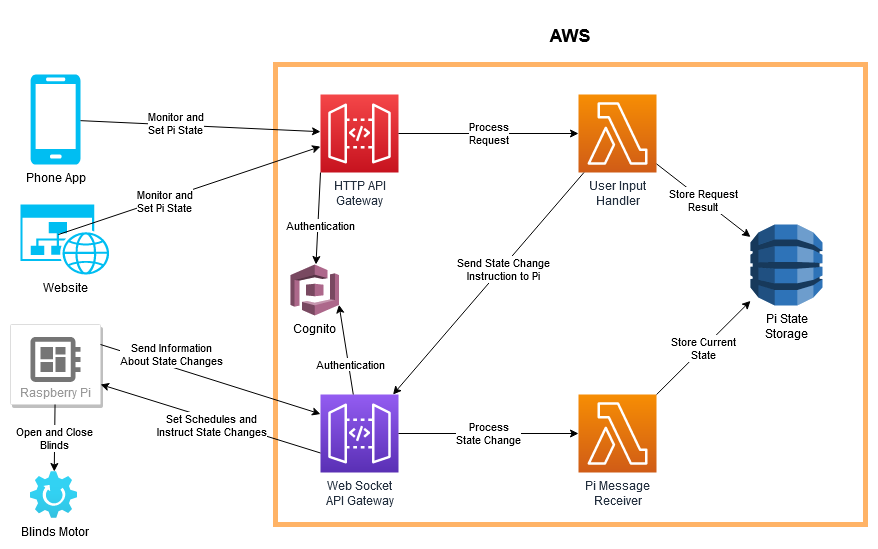 AWS
Monitor and
Set Pi State
Phone App
Process
Request
HTTP API
Gateway
User Input
Handler
Monitor and
Set Pi State
Website
Authentication
Store Request
Result
Send State Change
Instruction to Pi
Cognito
Pi State
Storage
Send Information
About State Changes
Raspberry Pi
Authentication
Store Current
State
Set Schedules and
Instruct State Changes
Open and Close
Blinds
Process
State Change
Web Socket
API Gateway
Pi Message
Receiver
Blinds Motor